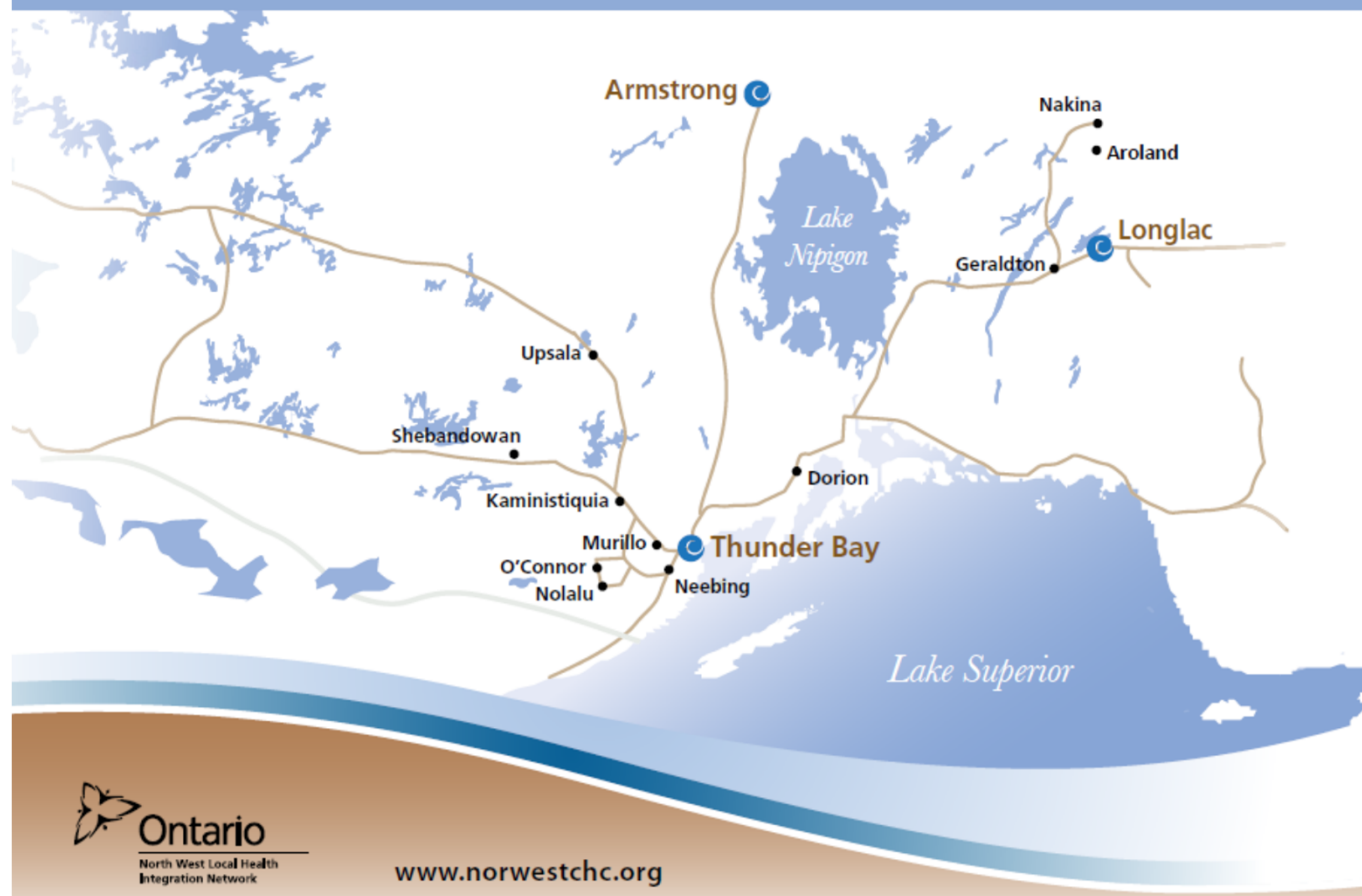 Armstrong
Nakina
Aroland
Lake
Nipigon
Longlac
Geraldton
Upsala
Shebandowan
Dorion
Kaministiquia
Murillo
Thunder Bay
O'Connor
Nolalu
Neebing
Lake Superior
Ontario
North West Local Health
Integration Network
www.norwestchc.org